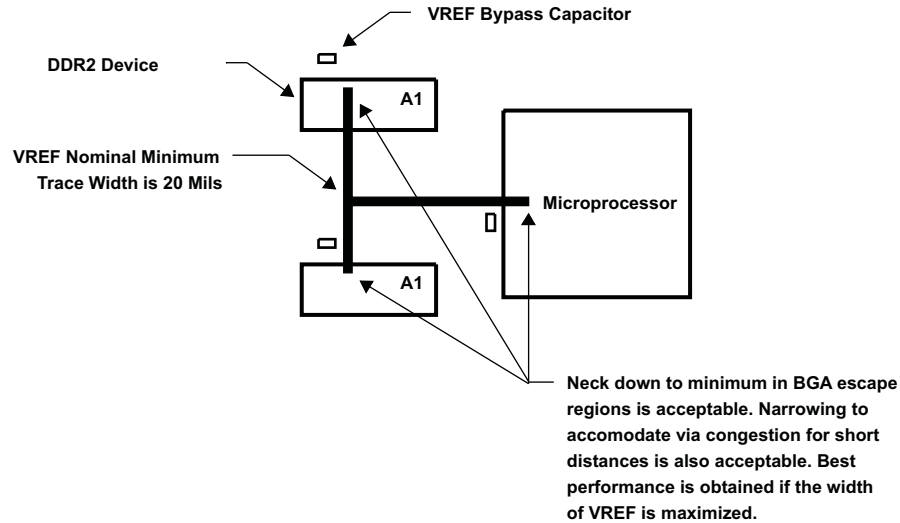 VREF Bypass Capacitor
DDR2 Device
A1
VREF Nominal Minimum
Trace Width is 20 Mils
Microprocessor
A1
Neck down to minimum in BGA escape
regions is acceptable. Narrowing to
accomodate via congestion for short
distances is also acceptable. Best
performance is obtained if the width
of VREF is maximized.